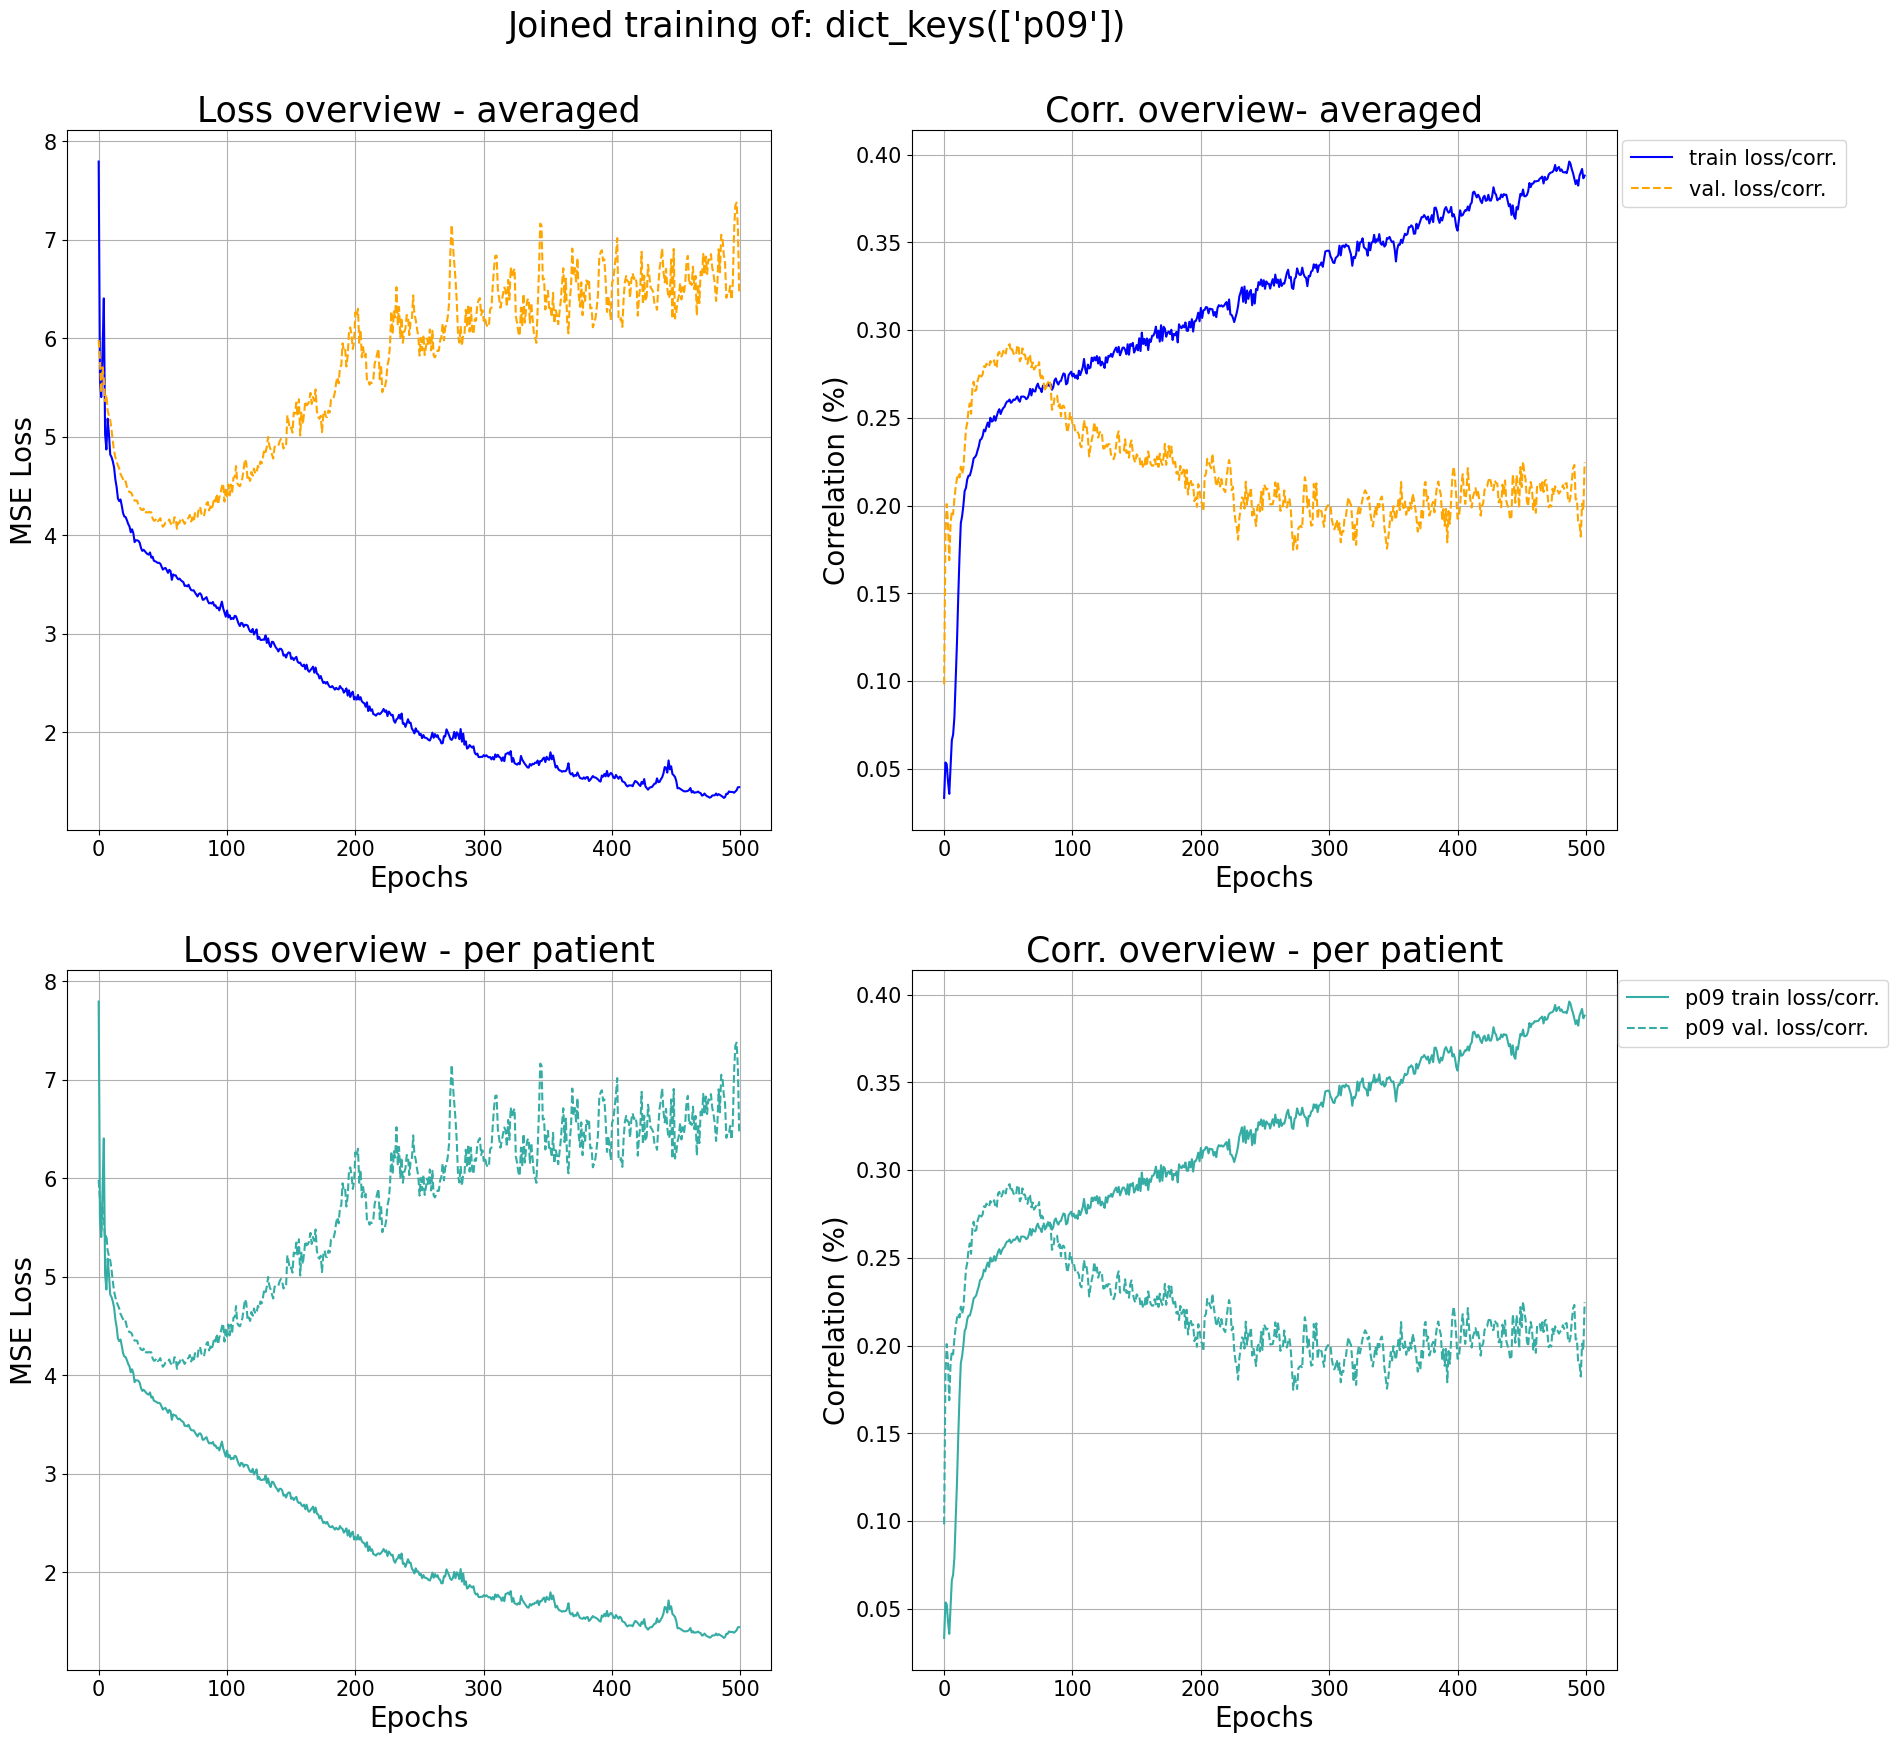 Joined training of: dict_keys(['p09'])
Loss overview - averaged
Corr. overview- averaged
8
7
6
5
4
3
2
MSE Loss
0 100 200 300 400 500
Epochs
0.40
0.35
0.30
0.25
0.20
0.15
0.10
0.05
Correlation (%)
0 100 200 300 400 500
Epochs
train loss/corr.
val. loss/corr.
Loss overview - per patient
Corr. overview - per patient
8
7
6
5
4
3
2
MSE Loss
0 100 200 300 400 500
Epochs
0.40
0.35
0.30
0.25
0.20
0.15
0.10
0.05
Correlation (%)
0 100 200 300 400 500
Epochs
p09 train loss/corr.
p09 val. loss/corr.